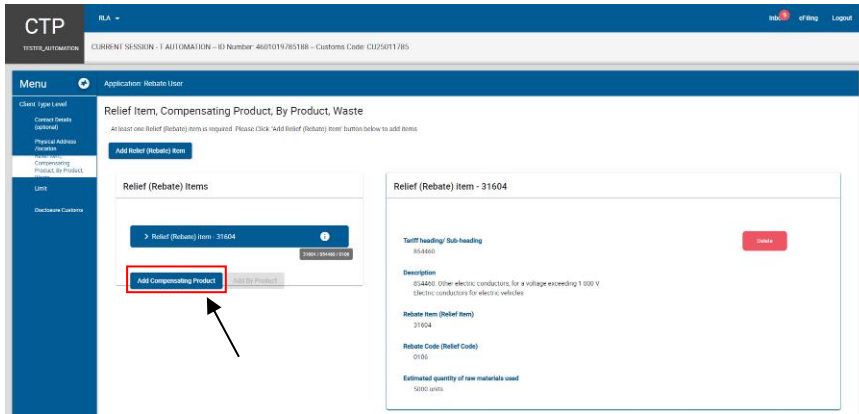 CTP
TESTER_AUTOMATION
RLA
9
eFiling
Logout
CURRENT SESSION - T AUTOMATION – ID Number: 4601019785188 – Customs Code: CU25011785
Menu
Application: Rebate User
Client Type Level
Contact Details
(optional)
Physical Address
/location
Compensating
Product, By Product,
Limit
Disclosure Customs
Relief Item, Compensating Product, By Product, Waste
At least one Relief (Rebate) item is required. Please Click 'Add Relief (Rebate) Item' button below to add items
Add Relief (Rebate) Item
Relief (Rebate) Items
Relief (Rebate) item - 31604
31604 / 854460 / 0106
Add Compensating Product
Add By Product
Relief (Rebate) item - 31604
Tariff heading/ Sub-heading
854460
Delete
Description
854460: Other electric conductors, for a voltage exceeding 1 000 V
Electric conductors for electric vehicles
Rebate Item (Relief Item)
31604
Rebate Code (Relief Code)
0106
Estimated quantity of raw materials used
5000 units